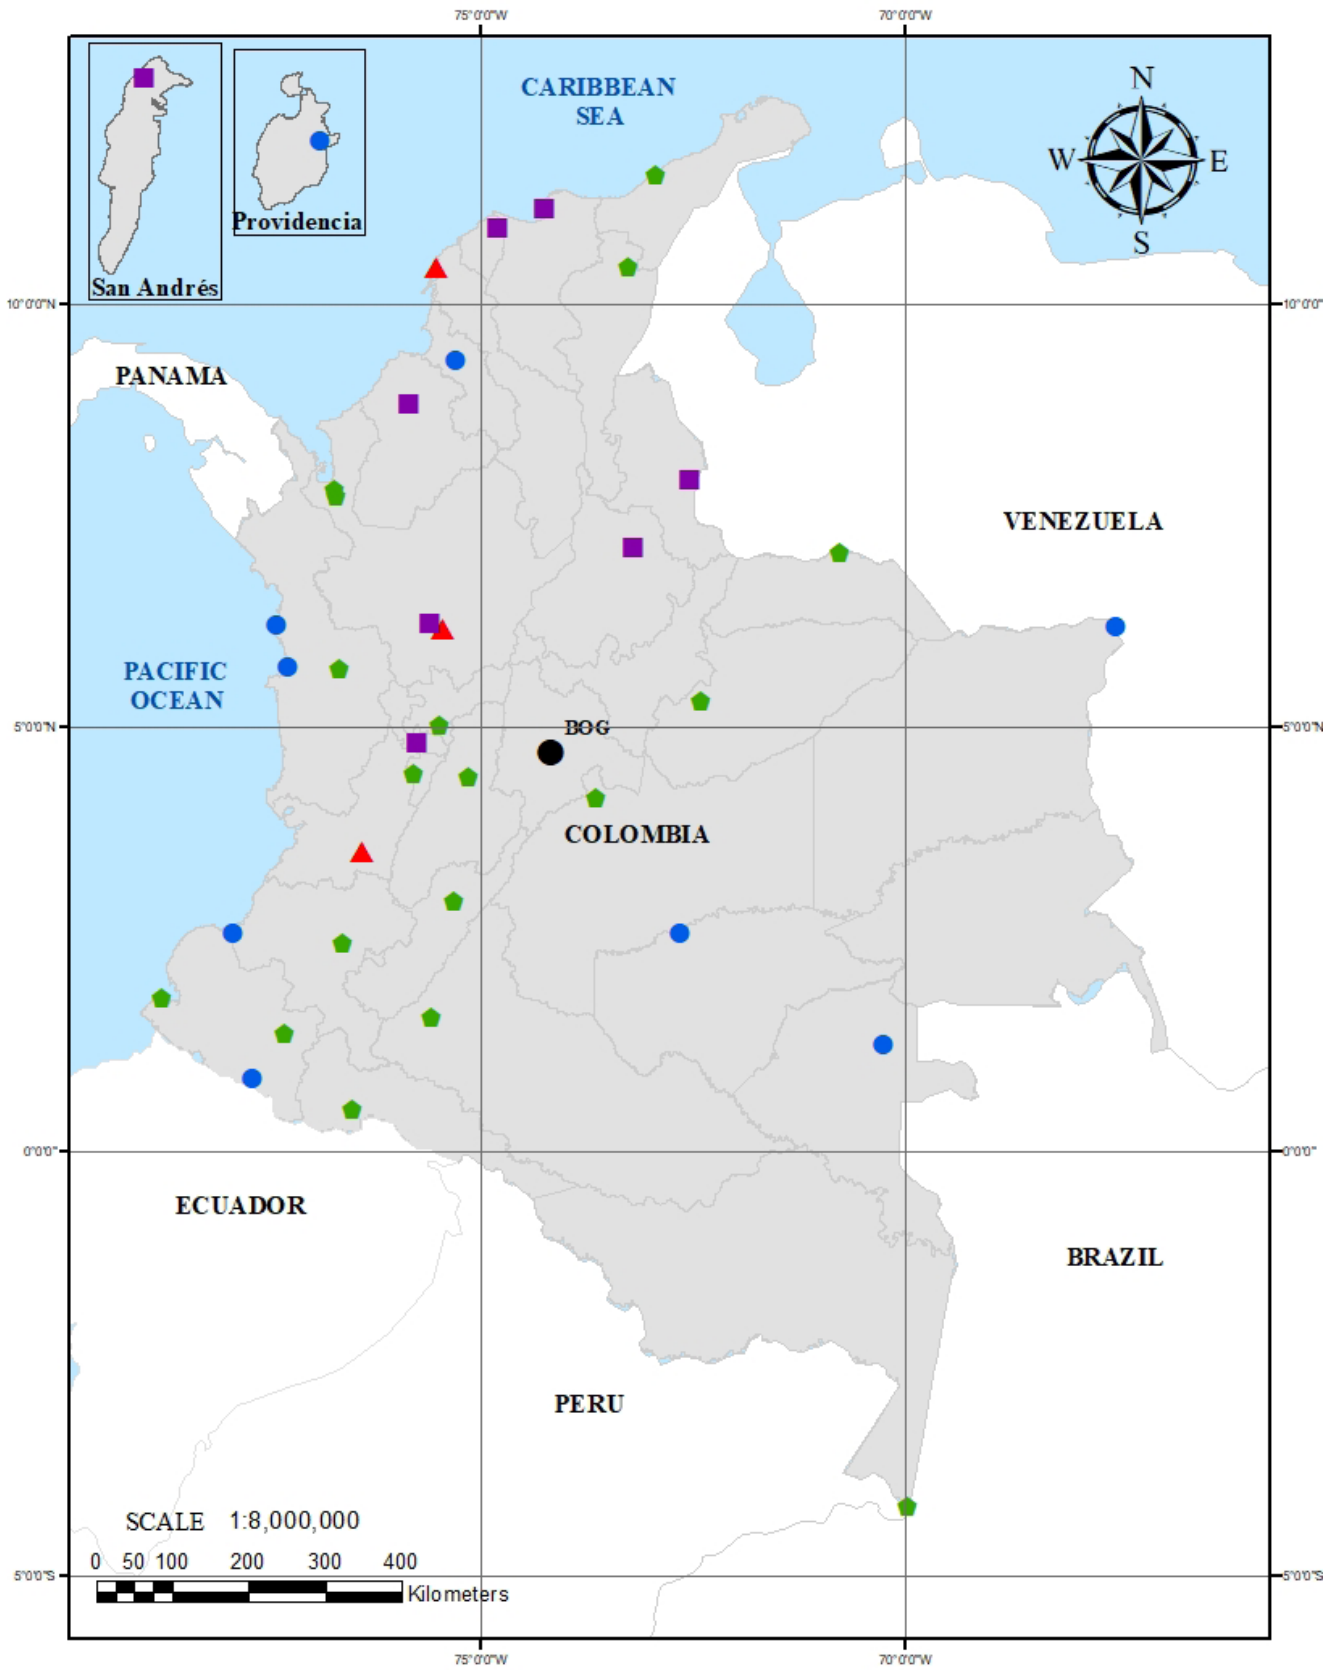 75°0'0"W
70°0'0"W
CARIBBEAN
SEA
N
W
E
S
Providencia
San Andrés
10°0'0"N
10°0'0"
PANAMA
VENEZUELA
PACIFIC
OCEAN
5°0'0"N
BOG
5°0'0"N
COLOMBIA
0°0'0"
0°0'0"
ECUADOR
BRAZIL
PERU
SCALE 1:8,000,000
0 50 100 200 300 400
Kilometers
5°0'0"S
5°0'0"S
75°0'0"W
70°0'0"W